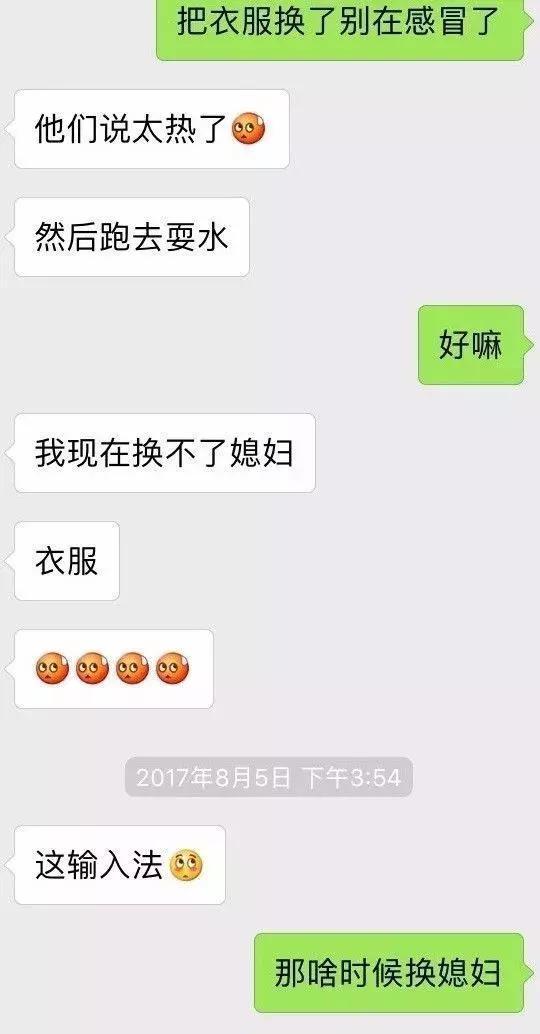 把衣服换了别在感冒了
他们说太热了
然后跑去耍水
好嘛
我现在换不了媳妇
衣服
2017年8月5日 下午3:54
这输入法
那啥时候换媳妇